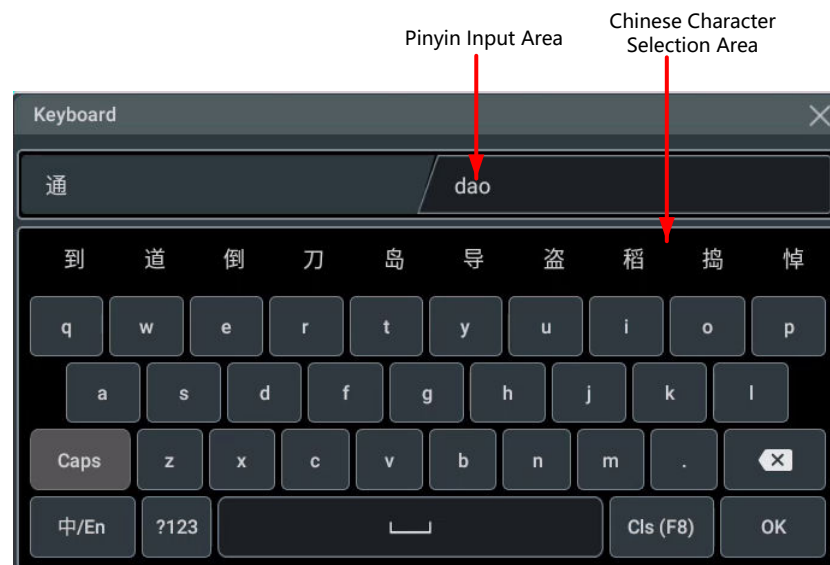 Pinyin Input Area
Chinese Character
Selection Area
Keyboard
通
dao
到 道 倒 刀 岛 导 盗 稻 捣 悼
q w e r t y u i o p
a s d f g h j k l
Caps z x c v b n m .
中/En ?123 Cls (F8) OK